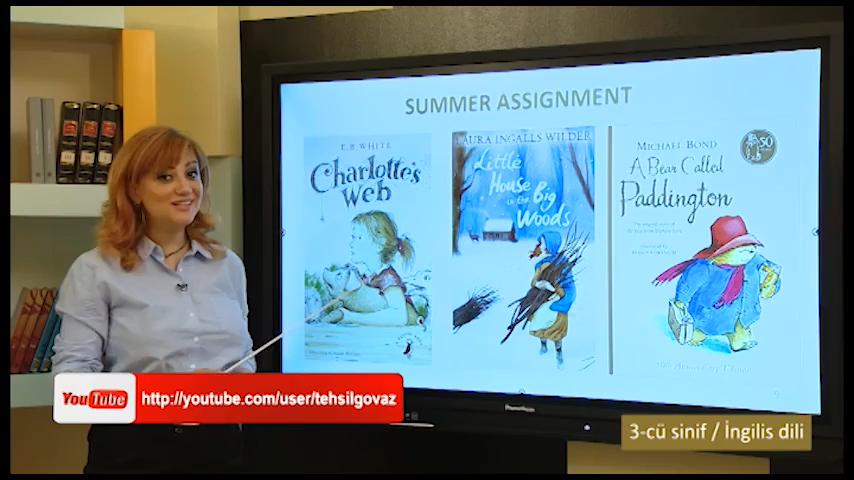 SUMMER ASSIGNMENT
E.B. WHITE
Charlotte's
Web
LAURA INGALLS WILDER
Little
House
in the Big
Woods
MICHAEL BOND
A Bear Called
Paddington
50
YouTube
http://youtube.com/user/tehsilgovaz
3-cü sinif / İngilis dili